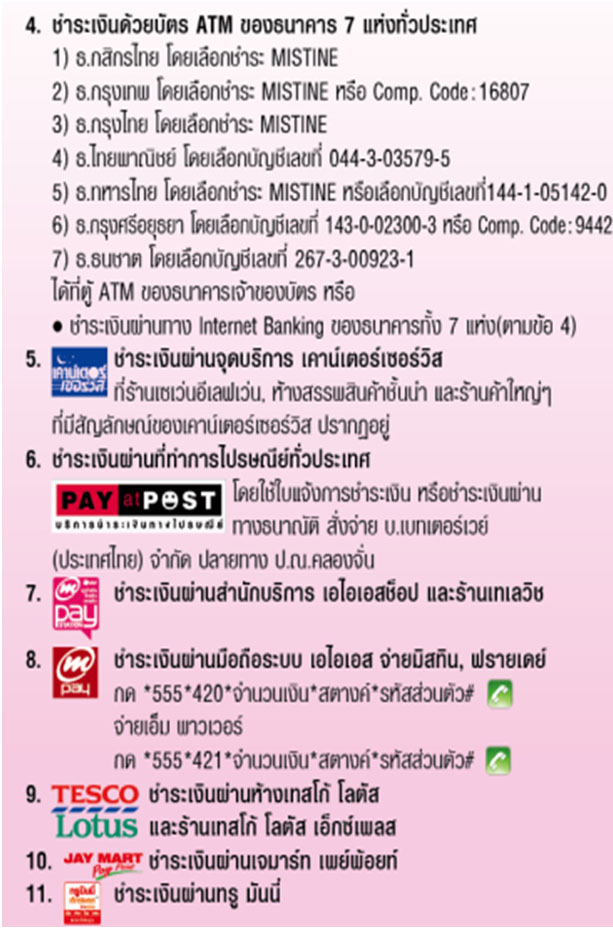 4. ชำระเงินด้วยบัตร ATM ของธนาคาร 7 แห่งทั่วประเทศ
1) ธ.กสิกรไทย โดยเลือกชำระ MISTINE
2) ธ.กรุงเทพ โดยเลือกชำระ MISTINE หรือ Comp. Code:16807
3) ธ.กรุงไทย โดยเลือกชำระ MISTINE
4) ธ.ไทยพาณิชย์ โดยเลือกบัญชีเลขที่ 044-3-03579-5
5) ธ.ทหารไทย โดยเลือกชำระ MISTINE หรือเลือกบัญชีเลขที่144-1-05142-0
6) ธ.กรุงศรีอยุธยา โดยเลือกบัญชีเลขที่ 143-0-02300-3 หรือ Comp. Code:9442
7) ธ.ธนชาต โดยเลือกบัญชีเลขที่ 267-3-00923-1
ได้ที่ตู้ ATM ของธนาคารเจ้าของบัตร หรือ
● ชำระเงินผ่านทาง Internet Banking ของธนาคารทั้ง 7 แห่ง(ตามข้อ 4)
5. เคาน์เตอร์ เซอร์วิส ชำระเงินผ่านจุดบริการ เคาน์เตอร์เซอร์วิส
ที่ร้านเซเว่นอีเลฟเว่น, ห้างสรรพสินค้าชั้นนำ และร้านค้าใหญ่ๆ
ที่มีสัญลักษณ์ของเคาน์เตอร์เซอร์วิส ปรากฏอยู่
6. ชำระเงินผ่านที่ทำการไปรษณีย์ทั่วประเทศ
PAY at POST โดยใช้ใบแจ้งการชำระเงิน หรือชำระเงินผ่าน
บริการชำระเงินทางไปรษณีย์ ทางธนาณัติ สั่งจ่าย บ.เบทเตอร์เวย์
(ประเทศไทย) จำกัด ปลายทาง ป.ณ.คลองจั่น
7. pay ชำระเงินผ่านสำนักบริการ เอไอเอสช็อป และร้านเทเลวิซ
8. m pay ชำระเงินผ่านมือถือระบบ เอไอเอส จ่ายมิสทิน, ฟรายเดย์
กด *555*420*จำนวนเงิน*สตางค์*รหัสส่วนตัว#
จ่ายเอ็ม พาวเวอร์
กด *555*421*จำนวนเงิน*สตางค์*รหัสส่วนตัว#
9. TESCO Lotus ชำระเงินผ่านห้างเทสโก้ โลตัส
และร้านเทสโก้ โลตัส เอ็กซ์เพลส
10. JAY MART Pay Point ชำระเงินผ่านเจมาร์ท เพย์พ้อยท์
11. ทรูมันนี่ ชำระเงินผ่านทรู มันนี่